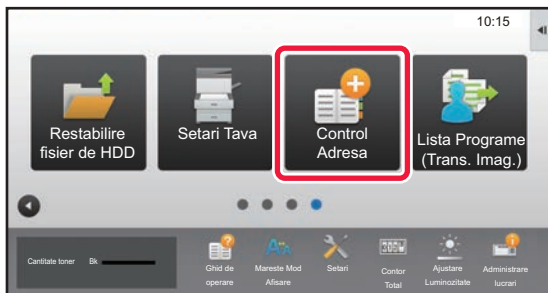 10:15
Restabilire
fisier de HDD
Setari Tava
Control
Adresa
Lista Programe
(Trans. Imag.)
Cantitate toner Bk
Ghid de
operare
Mareste Mod
Afisare
Setari
Contor
Total
Ajustare
Luminozitate
Administrare
lucrari